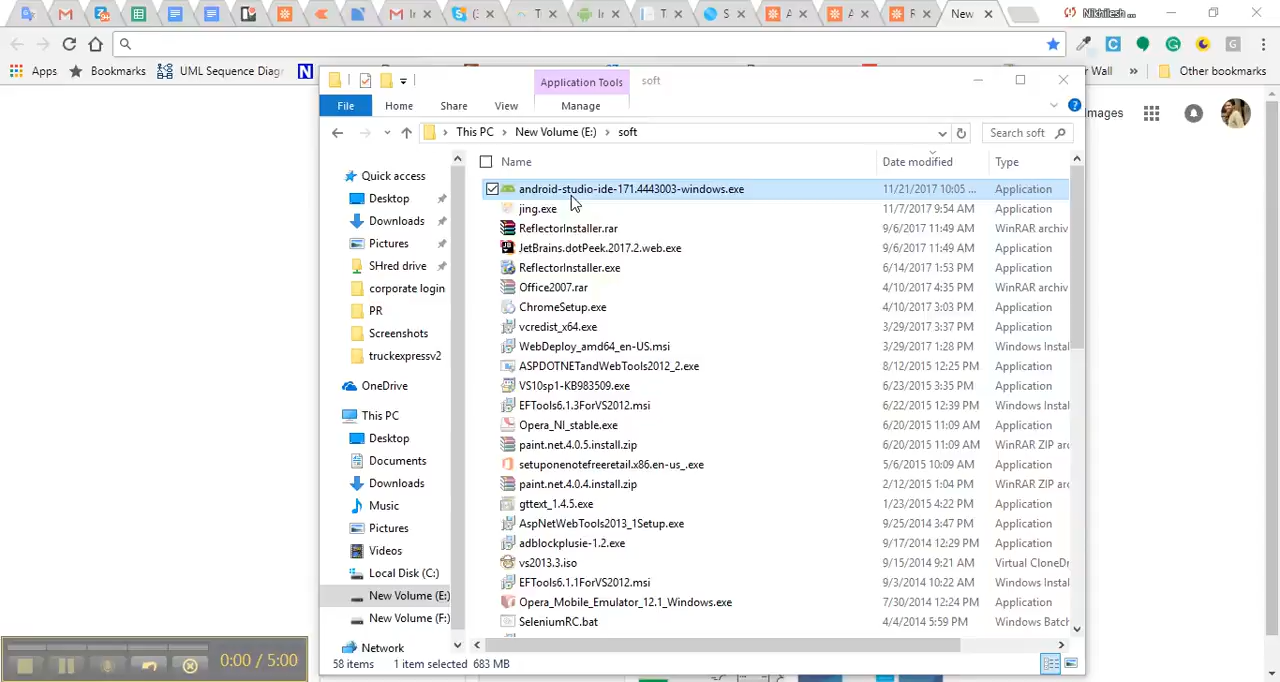 New
Nikhilesh ...
Apps
Bookmarks
UML Sequence Diagr
Wall
»
Other bookmarks
Application Tools
soft
File
Home
Share
View
Manage
This PC > New Volume (E:) > soft
Search soft
Images
Name
Date modified
Type
Quick access
Desktop
Downloads
Pictures
SHred drive
corporate login
PR
Screenshots
truckexpressv2
OneDrive
This PC
Desktop
Documents
Downloads
Music
Pictures
Videos
Local Disk (C:)
New Volume (E:)
New Volume (F:)
Network
android-studio-ide-171.4443003-windows.exe 11/21/2017 10:05 ... Application
jing.exe 11/7/2017 9:54 AM Application
ReflectorInstaller.rar 9/6/2017 11:49 AM WinRAR archiv
JetBrains.dotPeek.2017.2.web.exe 9/6/2017 11:49 AM Application
ReflectorInstaller.exe 6/14/2017 1:53 PM Application
Office2007.rar 4/10/2017 4:35 PM WinRAR archiv
ChromeSetup.exe 4/10/2017 3:03 PM Application
vcredist_x64.exe 3/29/2017 3:37 PM Application
WebDeploy_amd64_en-US.msi 3/29/2017 1:28 PM Windows Instal
ASPDOTNETandWebTools2012_2.exe 8/12/2015 12:25 PM Application
VS10sp1-KB983509.exe 6/23/2015 3:35 PM Application
EFTools6.1.3ForVS2012.msi 6/22/2015 12:39 PM Windows Instal
Opera_NI_stable.exe 6/20/2015 11:09 AM Application
paint.net.4.0.5.install.zip 6/20/2015 11:09 AM WinRAR ZIP arc
setuponenotefreeretail.x86.en-us_.exe 5/6/2015 10:09 AM Application
paint.net.4.0.4.install.zip 2/12/2015 1:04 PM WinRAR ZIP arc
gttext_1.4.5.exe 1/23/2015 4:22 PM Application
AspNetWebTools2013_1Setup.exe 9/25/2014 3:47 PM Application
adblockplusie-1.2.exe 9/17/2014 12:29 PM Application
vs2013.3.iso 9/15/2014 9:21 AM Virtual CloneDr
EFTools6.1.1ForVS2012.msi 9/3/2014 10:22 AM Windows Instal
Opera_Mobile_Emulator_12.1_Windows.exe 7/30/2014 12:24 PM Application
SeleniumRC.bat 4/4/2014 5:59 PM Windows Batch
58 items
1 item selected 683 MB
0:00 / 5:00